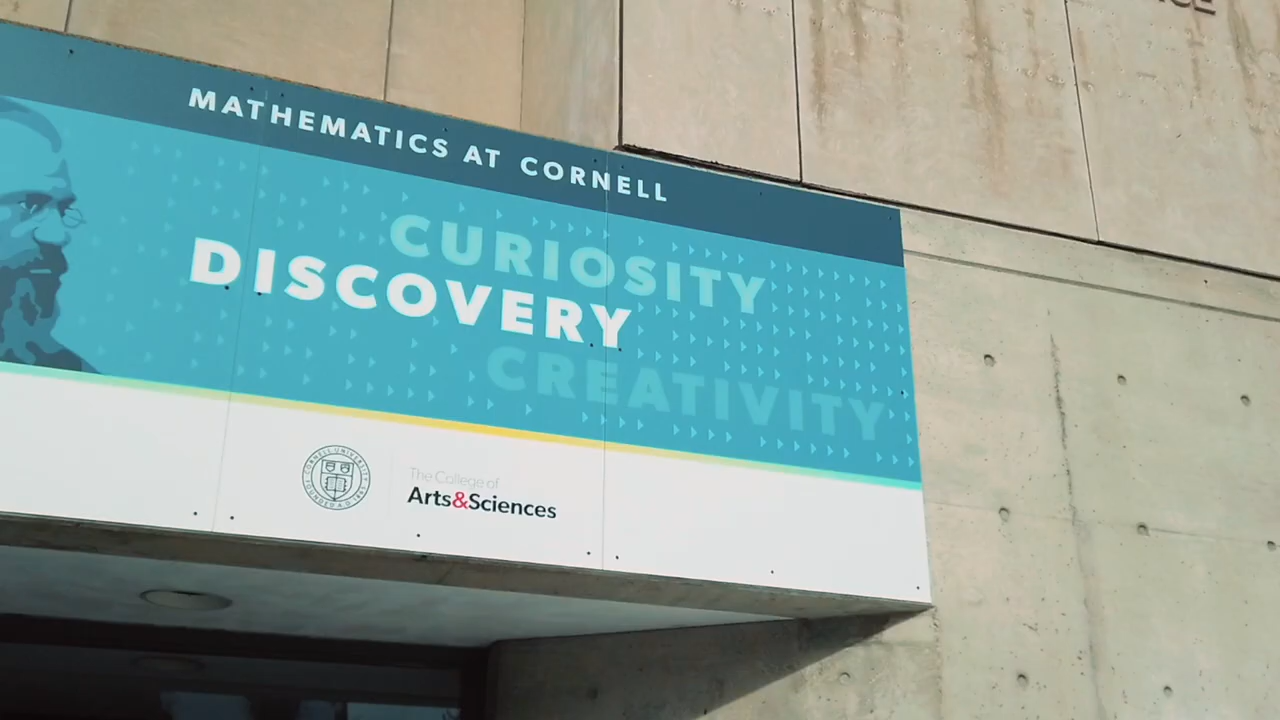 MATHEMATICS AT CORNELL
CURIOSITY
DISCOVERY
CREATIVITY
The College of
Arts&Sciences